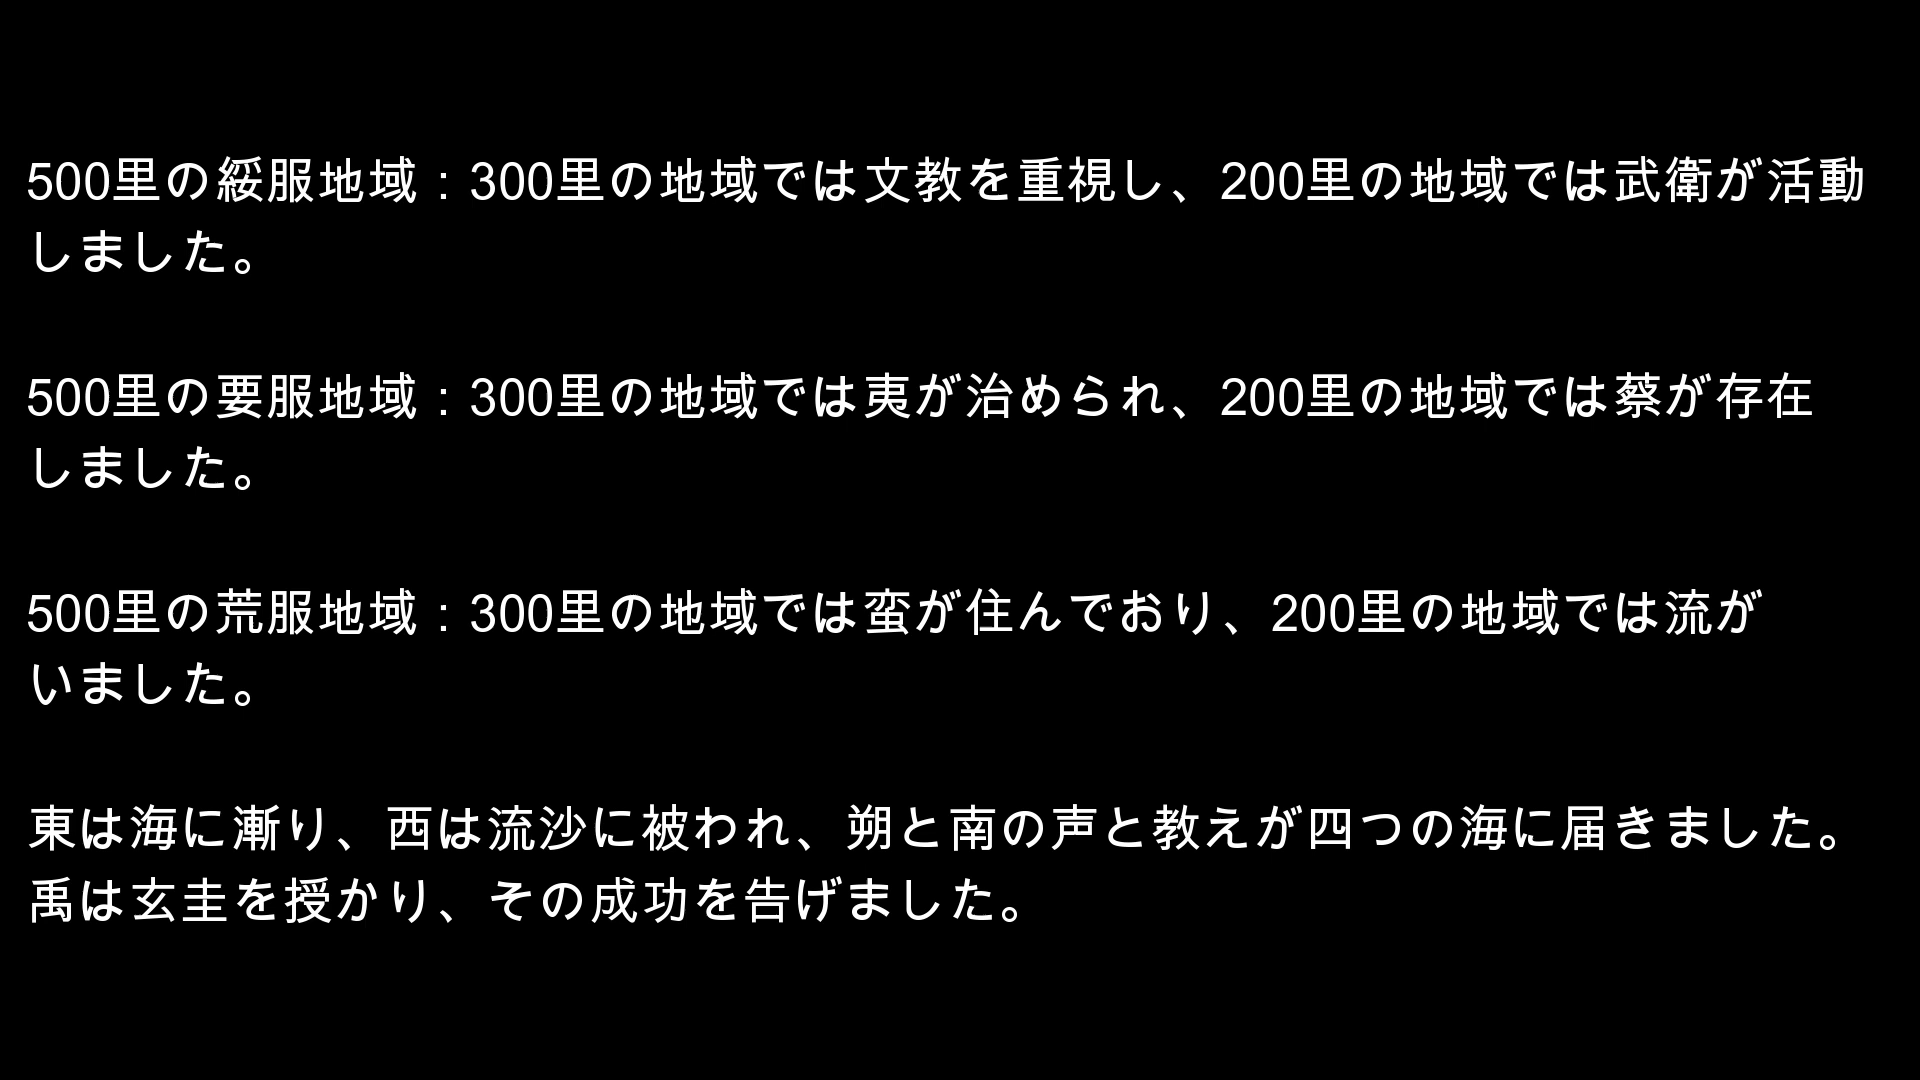 500里の綏服地域：300里の地域では文教を重視し、200里の地域では武衛が活動
しました。
500里の要服地域：300里の地域では夷が治められ、200里の地域では蔡が存在
しました。
500里の荒服地域：300里の地域では蛮が住んでおり、200里の地域では流が
いました。
東は海に漸り、西は流沙に被われ、朔と南の声と教えが四つの海に届きました。
禹は玄圭を授かり、その成功を告げました。